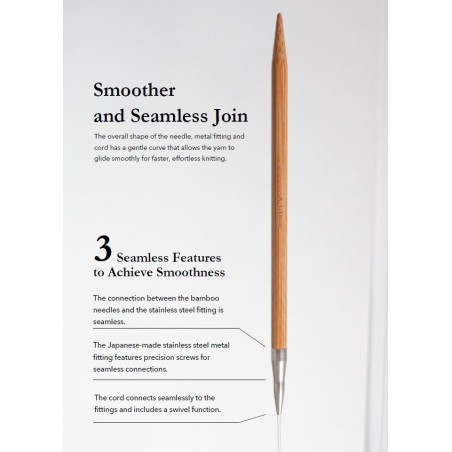 Smoother
and Seamless Join
The overall shape of the needle, metal fitting and
cord has a gentle curve that allows the yarn to
glide smoothly for faster, effortless knitting.
3 Seamless Features
to Achieve Smoothness
The connection between the bamboo
needles and the stainless steel fitting is
seamless.
The Japanese-made stainless steel metal
fitting features precision screws for
seamless connections.
The cord connects seamlessly to the
fittings and includes a swivel function.